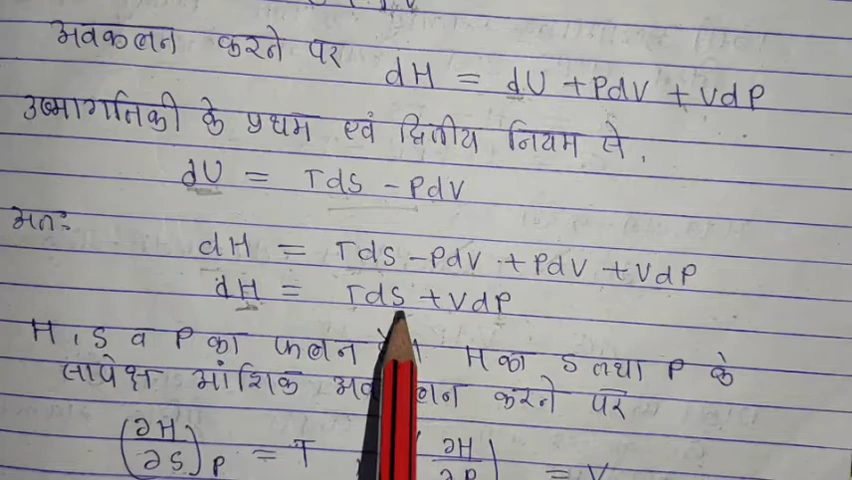 अवकलन करने पर dH = dU + PdV + VdP
उष्मागतिकी के प्रथम एवं द्वितीय नियम से,
dU = TdS - PdV
अतः
dH = TdS - PdV + PdV + VdP
dH = TdS + VdP
H, S व P का फलन है। H का S तथा P के
सापेक्ष आंशिक अवकलन करने पर
(∂H/∂S)P = T (∂H/∂P) = V